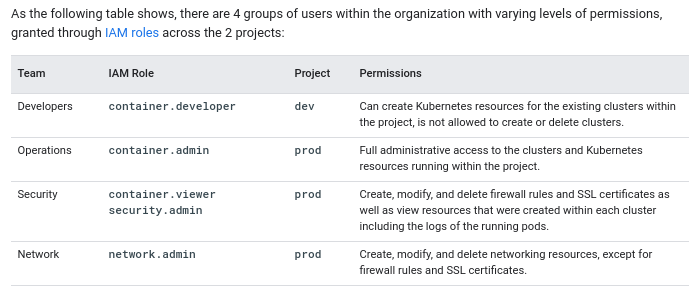 As the following table shows, there are 4 groups of users within the organization with varying levels of permissions,
granted through IAM roles across the 2 projects:
Team IAM Role Project Permissions
Developers container.developer dev Can create Kubernetes resources for the existing clusters within
the project, is not allowed to create or delete clusters.
Operations container.admin prod Full administrative access to the clusters and Kubernetes
resources running within the project.
Security container.viewer prod Create, modify, and delete firewall rules and SSL certificates as
security.admin well as view resources that were created within each cluster
including the logs of the running pods.
Network network.admin prod Create, modify, and delete networking resources, except for
firewall rules and SSL certificates.